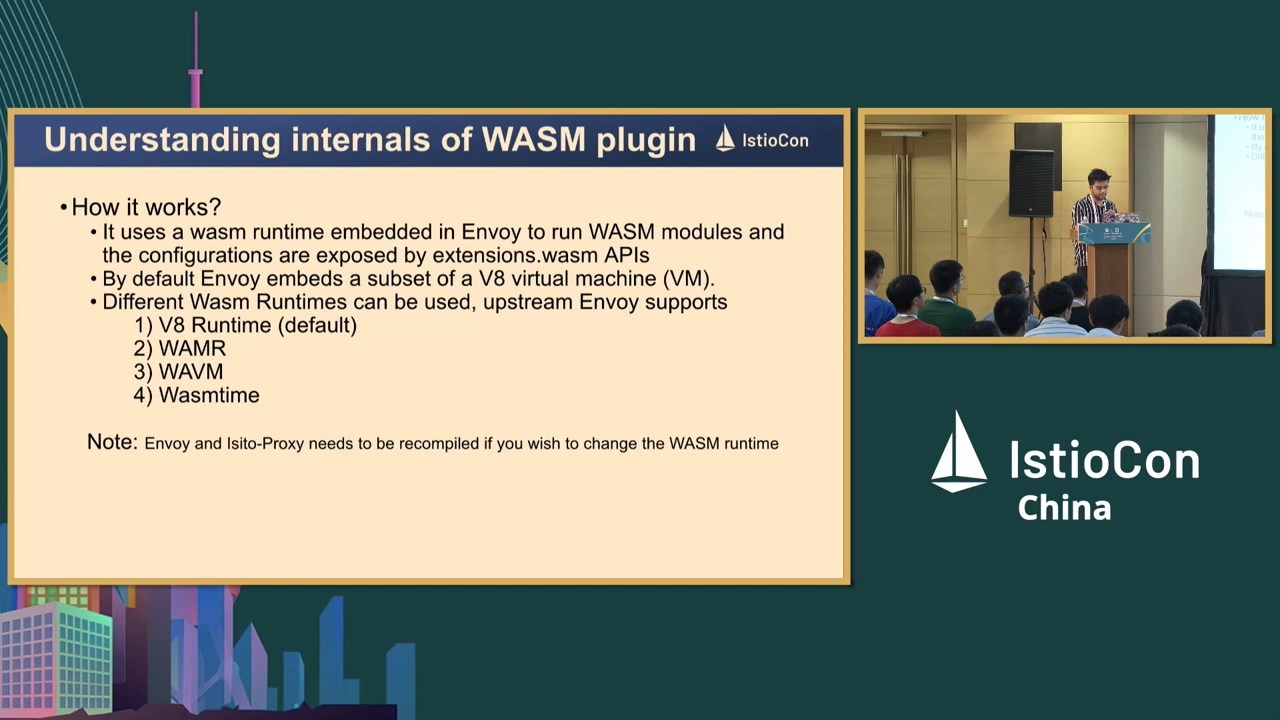 Understanding internals of WASM plugin
IstioCon
•How it works?
• It uses a wasm runtime embedded in Envoy to run WASM modules and
the configurations are exposed by extensions.wasm APIs
• By default Envoy embeds a subset of a V8 virtual machine (VM).
• Different Wasm Runtimes can be used, upstream Envoy supports
1) V8 Runtime (default)
2) WAMR
3) WAVM
4) Wasmtime
Note: Envoy and Isito-Proxy needs to be recompiled if you wish to change the WASM runtime
IstioCon
China